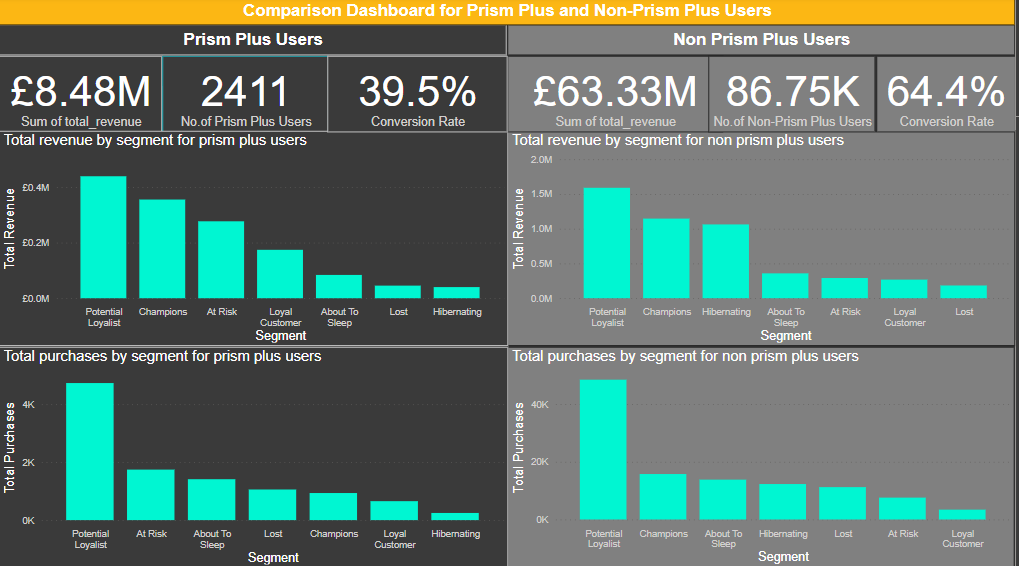 Comparison Dashboard for Prism Plus and Non-Prism Plus Users
Prism Plus Users
£8.48M
Sum of total_revenue
2411
No.of Prism Plus Users
39.5%
Conversion Rate
Total revenue by segment for prism plus users
Total Revenue
£0.4M
£0.2M
£0.0M
Potential
Loyalist
Champions
At Risk
Loyal
Customer
About To
Sleep
Lost
Hibernating
Segment
Total purchases by segment for prism plus users
Total Purchases
4K
2K
0K
Potential
Loyalist
At Risk
About To
Sleep
Lost
Champions
Loyal
Customer
Hibernating
Segment
Non Prism Plus Users
£63.33M
Sum of total_revenue
86.75K
No.of Non-Prism Plus Users
64.4%
Conversion Rate
Total revenue by segment for non prism plus users
Total Revenue
2.0M
1.5M
1.0M
0.5M
0.0M
Potential
Loyalist
Champions
Hibernating
About To
Sleep
At Risk
Loyal
Customer
Lost
Segment
Total purchases by segment for non prism plus users
Total Purchases
40K
20K
0K
Potential
Loyalist
Champions
About To
Sleep
Hibernating
Lost
At Risk
Loyal
Customer
Segment